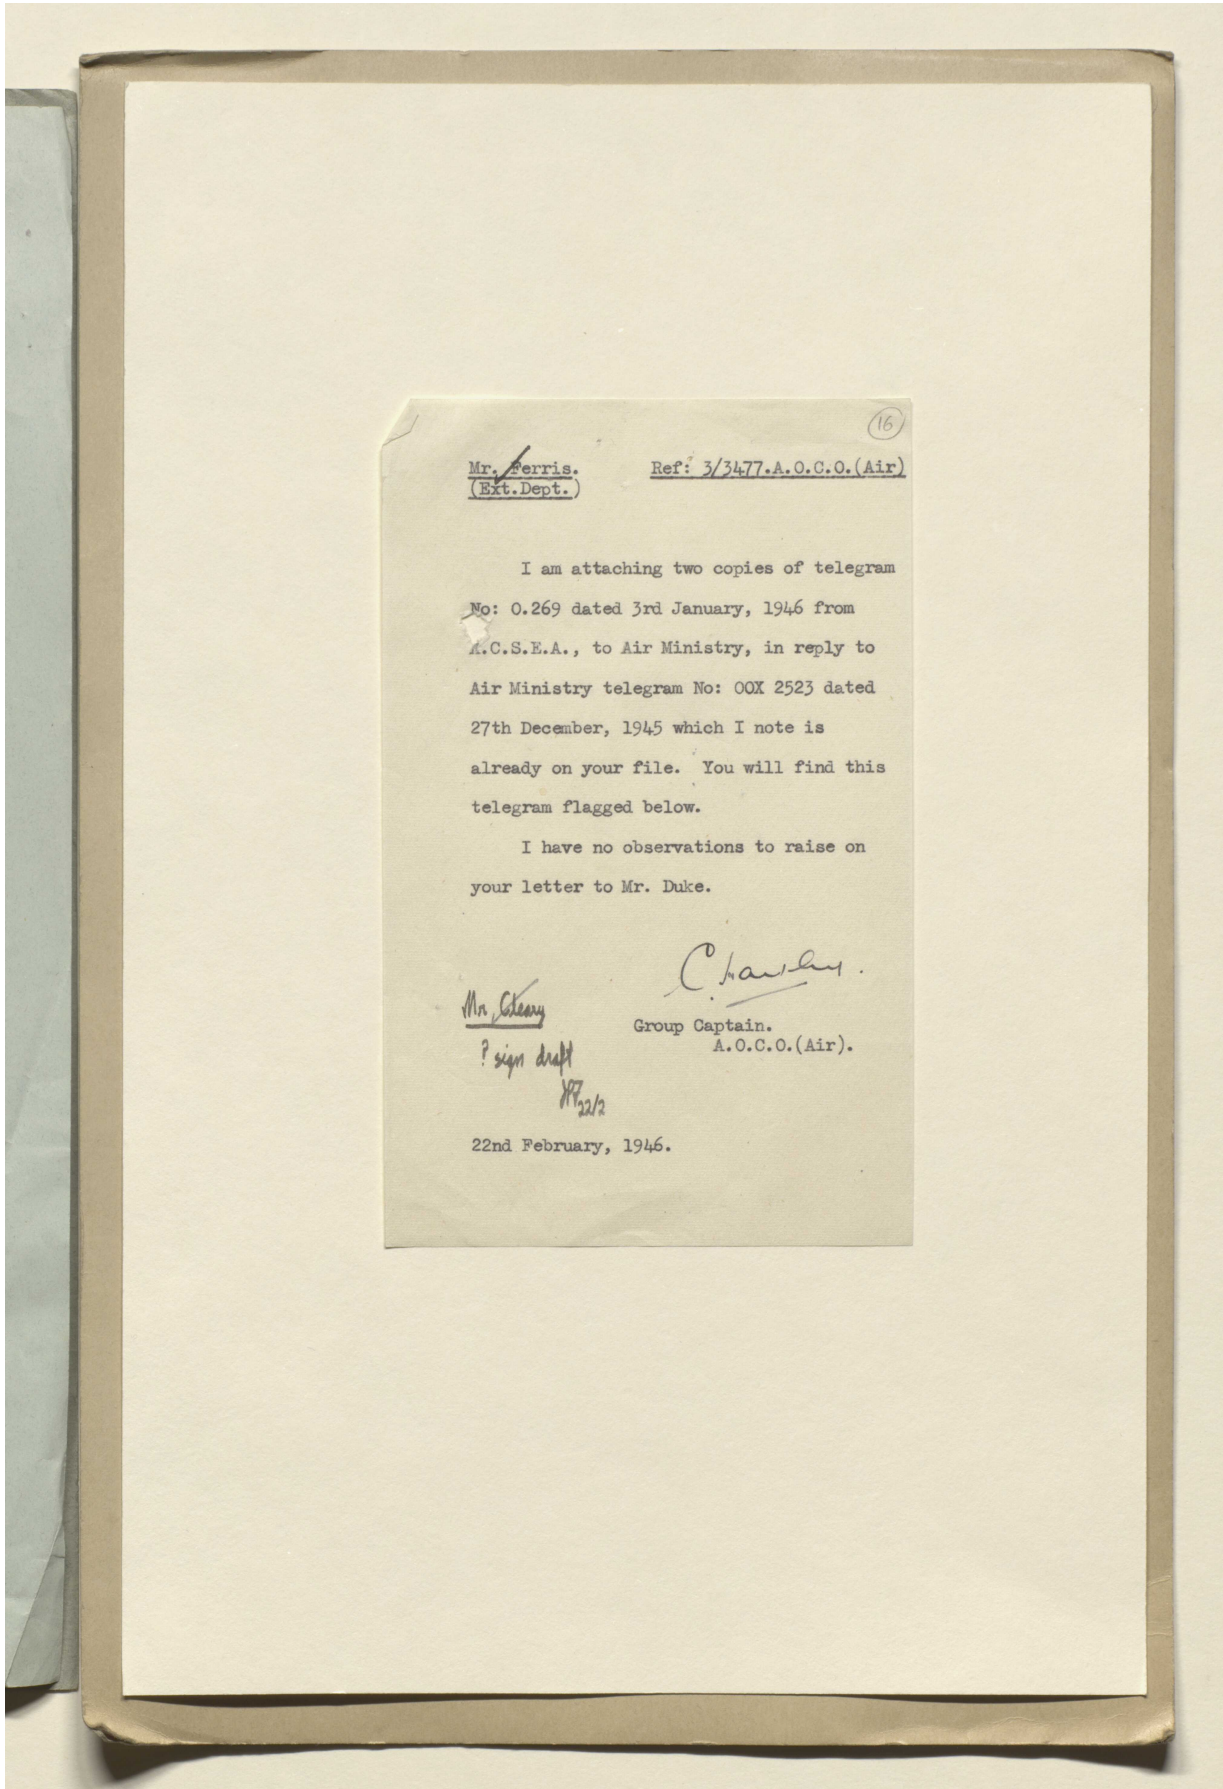 16
Mr. Ferris. Ref: 3/3477.A.O.C.O.(Air)
(Ext.Dept.)
I am attaching two copies of telegram
No: O.269 dated 3rd January, 1946 from
A.C.S.E.A., to Air Ministry, in reply to
Air Ministry telegram No: OOX 2523 dated
27th December, 1945 which I note is
already on your file. You will find this
telegram flagged below.
I have no observations to raise on
your letter to Mr. Duke.
Mr. Cleary
Group Captain.
A.O.C.O.(Air).
? sign draft
22/2
22nd February, 1946.